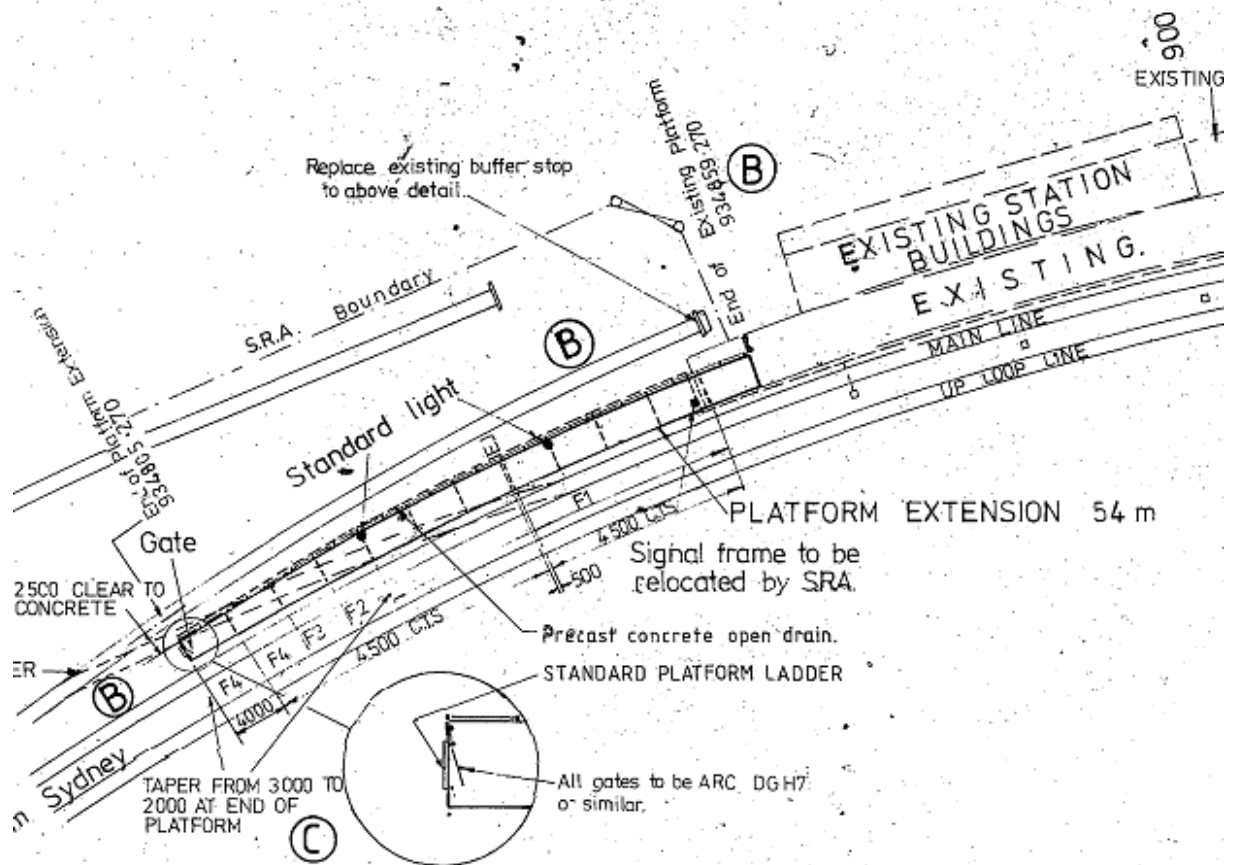 006
EXISTING
End of Existing Platform
934859·270
B
Replace existing buffer stop
to above detail.
EXISTING STATION
BUILDINGS
EXISTING.
S.R.A. Boundary
B
MAIN LINE
UP LOOP LINE
End of Platform Extension
934805·270
Standard light
E
F1
4500 CTS
500
PLATFORM EXTENSION 54 m
Signal frame to be
relocated by SRA.
Gate
2500 CLEAR TO
CONCRETE
F4 F4 F3 F2
4500 CTS
4000
Precast concrete open drain.
STANDARD PLATFORM LADDER
ER
B
Sydney
TAPER FROM 3000 TO
2000 AT END OF
PLATFORM
C
All gates to be ARC DGH7
or similar.